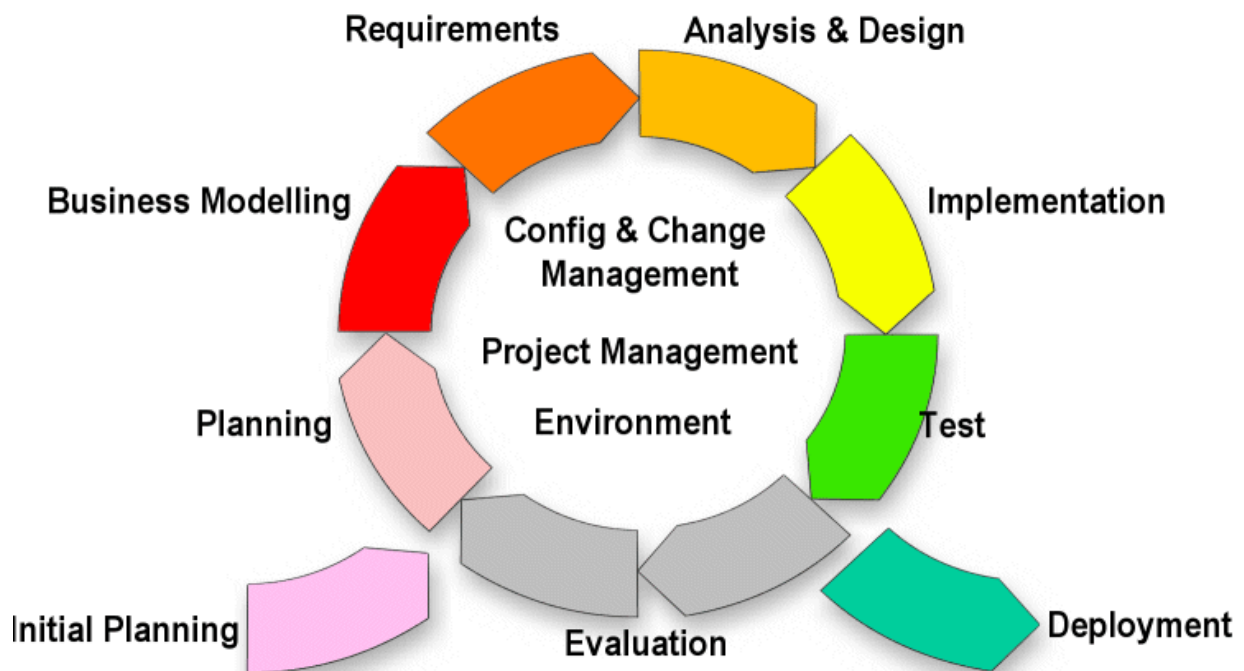 Requirements
Analysis & Design
Business Modelling
Implementation
Config & Change
Management
Project Management
Planning
Environment
Test
Initial Planning
Evaluation
Deployment